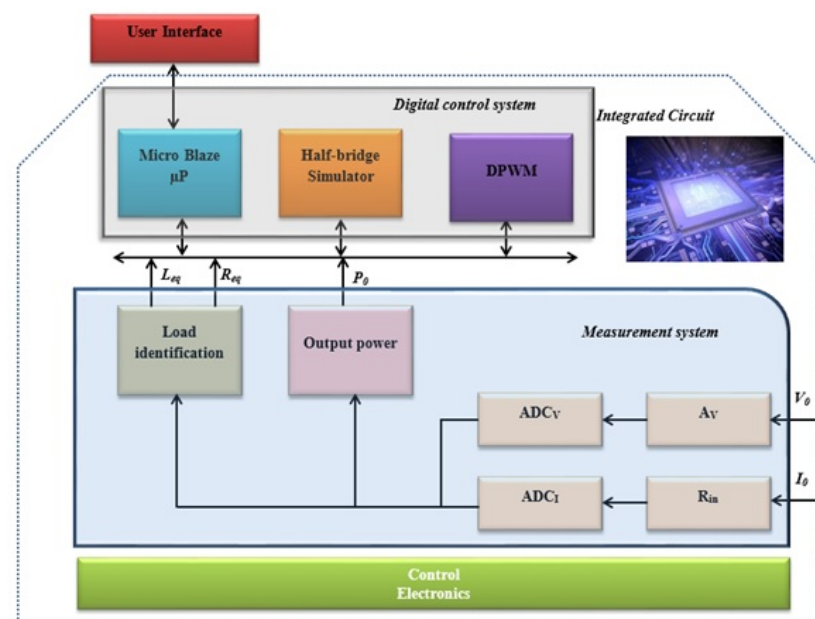 User Interface
Digital control system
Integrated Circuit
Micro Blaze
μP
Half-bridge
Simulator
DPWM
L_eq
R_eq
P_0
Measurement system
Load
identification
Output power
ADC_V
A_V
V_0
ADC_I
R_in
I_0
Control
Electronics